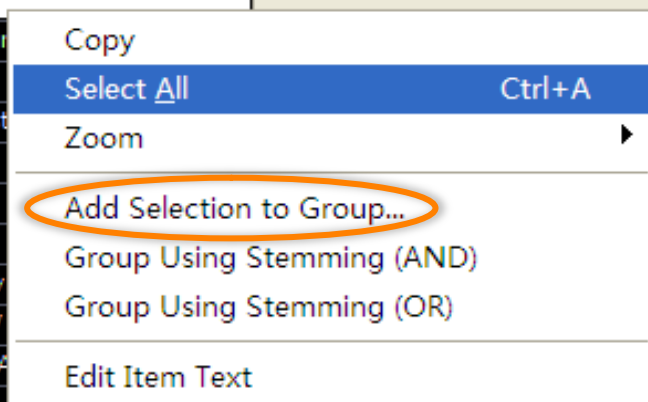 Copy
Select All Ctrl+A
Zoom
Add Selection to Group...
Group Using Stemming (AND)
Group Using Stemming (OR)
Edit Item Text